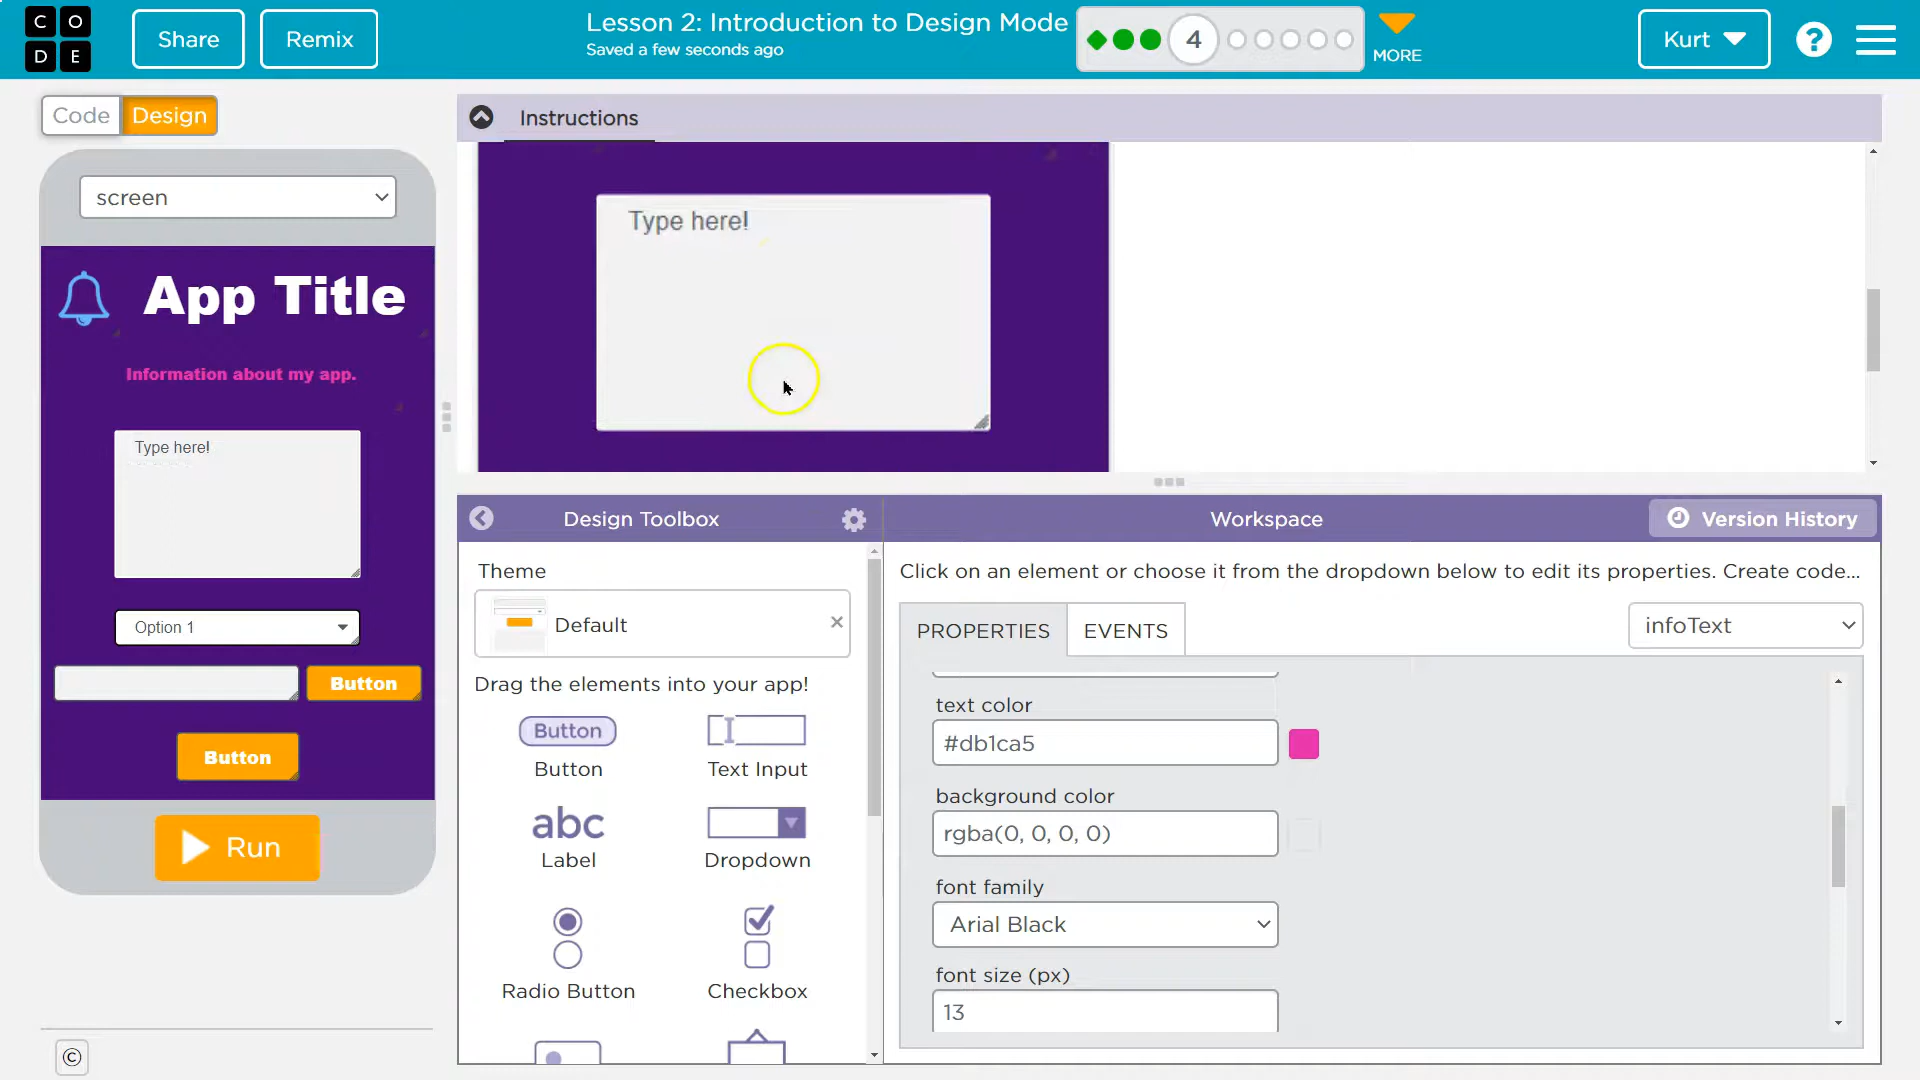 C O
D E
Share
Remix
Lesson 2: Introduction to Design Mode
Saved a few seconds ago
4
MORE
Kurt
?
Code
Design
Instructions
screen
Type here!
App Title
Information about my app.
Type here!
Option 1
Button
Button
Run
©
Design Toolbox
Workspace
Version History
Theme
Default
Drag the elements into your app!
Button
Button
Text Input
abc
Label
Dropdown
Radio Button
Checkbox
Click on an element or choose it from the dropdown below to edit its properties. Create code...
PROPERTIES
EVENTS
infoText
text color
#db1ca5
background color
rgba(0, 0, 0, 0)
font family
Arial Black
font size (px)
13